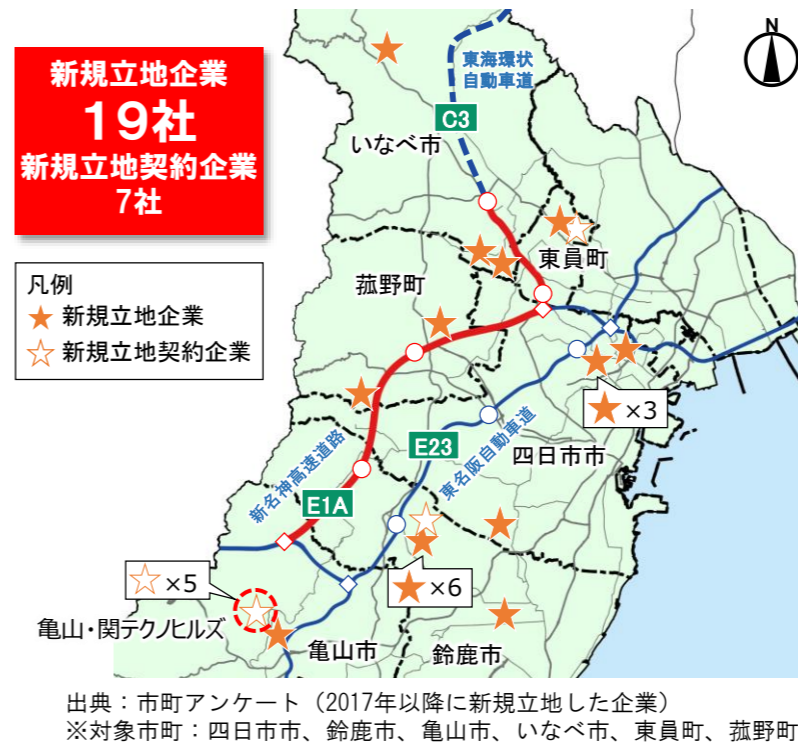 新規立地企業
19社
新規立地契約企業
7社
凡例
★ 新規立地企業
☆ 新規立地契約企業
N
東海環状
自動車道
C3
いなべ市
東員町
菰野町
★×3
E23
東名阪自動車道
四日市市
新名神高速道路
E1A
☆×5
★×6
亀山・関テクノヒルズ
亀山市
鈴鹿市
出典：市町アンケート（2017年以降に新規立地した企業）
※対象市町：四日市市、鈴鹿市、亀山市、いなべ市、東員町、菰野町